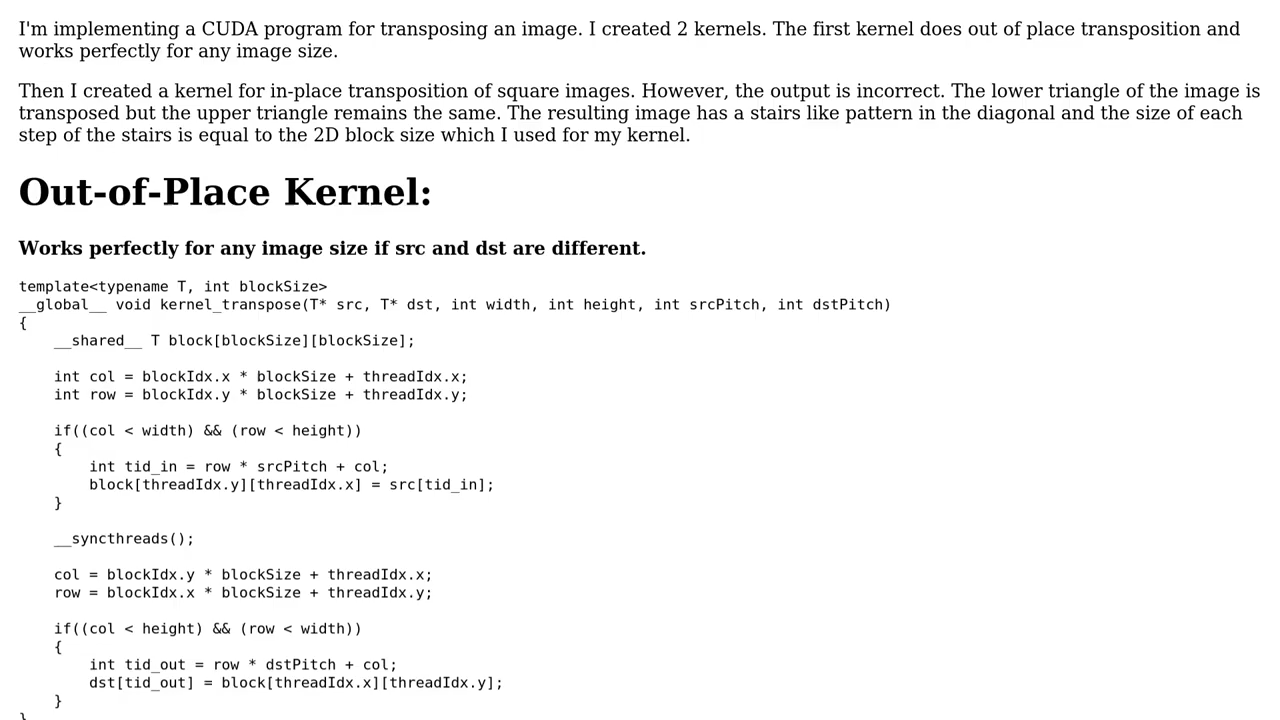 I'm implementing a CUDA program for transposing an image. I created 2 kernels. The first kernel does out of place transposition and
works perfectly for any image size.
Then I created a kernel for in-place transposition of square images. However, the output is incorrect. The lower triangle of the image is
transposed but the upper triangle remains the same. The resulting image has a stairs like pattern in the diagonal and the size of each
step of the stairs is equal to the 2D block size which I used for my kernel.
Out-of-Place Kernel:
Works perfectly for any image size if src and dst are different.
template<typename T, int blockSize>
__global__ void kernel_transpose(T* src, T* dst, int width, int height, int srcPitch, int dstPitch)
{
    __shared__ T block[blockSize][blockSize];
    int col = blockIdx.x * blockSize + threadIdx.x;
    int row = blockIdx.y * blockSize + threadIdx.y;
    if((col < width) && (row < height))
    {
        int tid_in = row * srcPitch + col;
        block[threadIdx.y][threadIdx.x] = src[tid_in];
    }
    __syncthreads();
    col = blockIdx.y * blockSize + threadIdx.x;
    row = blockIdx.x * blockSize + threadIdx.y;
    if((col < height) && (row < width))
    {
        int tid_out = row * dstPitch + col;
        dst[tid_out] = block[threadIdx.x][threadIdx.y];
    }
}